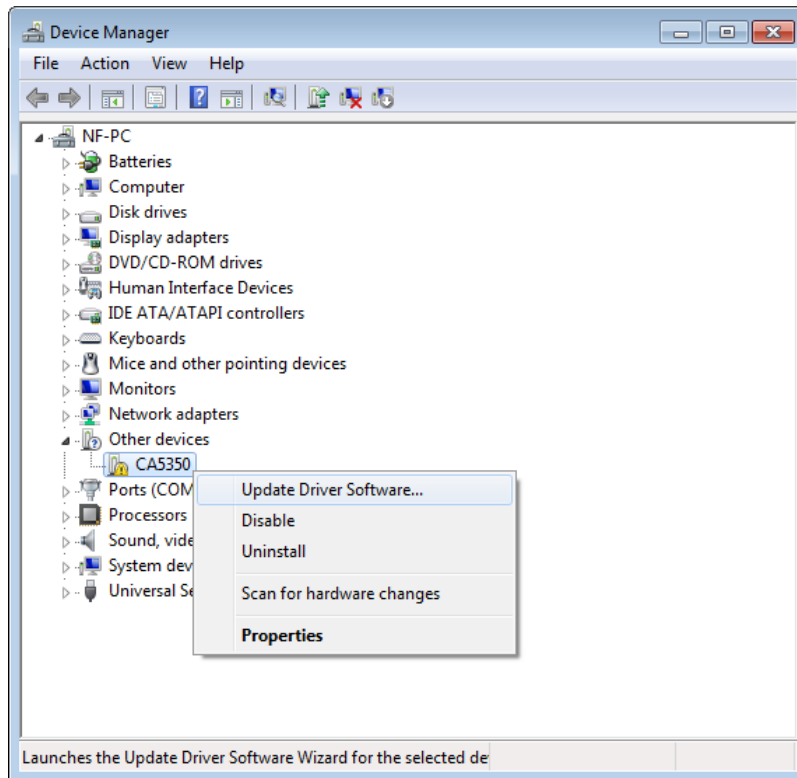 Device Manager
File Action View Help
NF-PC
Batteries
Computer
Disk drives
Display adapters
DVD/CD-ROM drives
Human Interface Devices
IDE ATA/ATAPI controllers
Keyboards
Mice and other pointing devices
Monitors
Network adapters
Other devices
CA5350
Ports (COM
Processors
Sound, vide
System dev
Universal Se
Update Driver Software...
Disable
Uninstall
Scan for hardware changes
Properties
Launches the Update Driver Software Wizard for the selected de